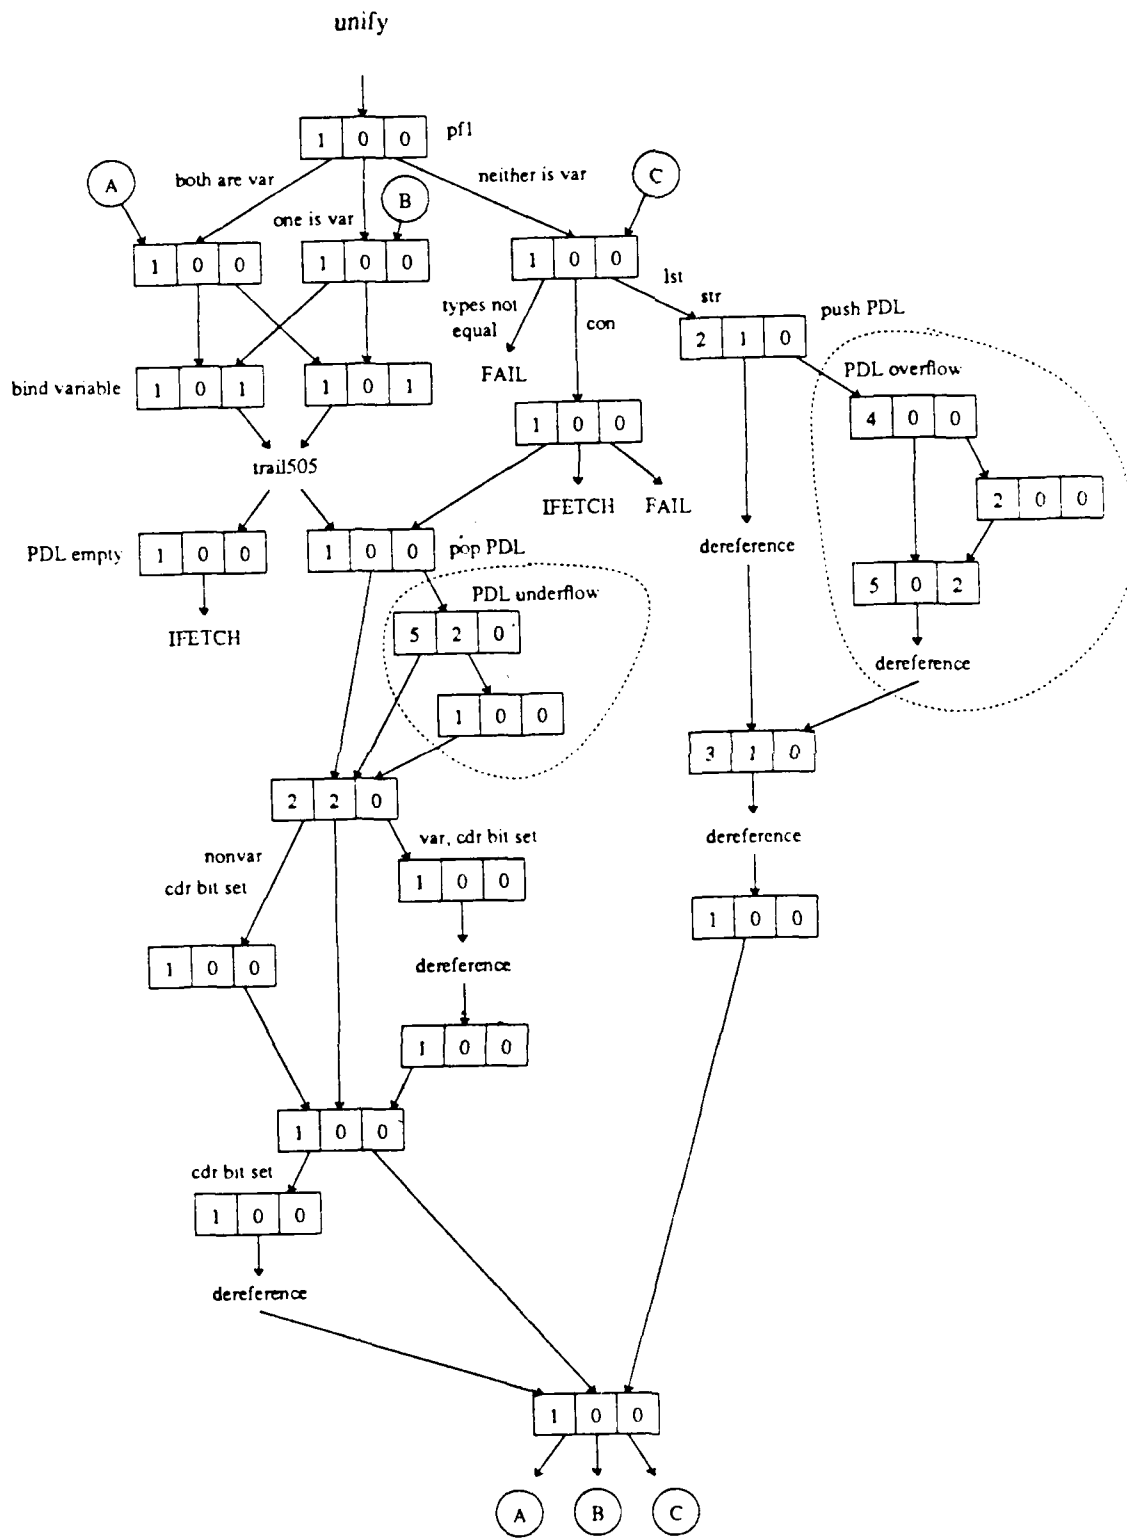 unify
1 0 0 pf1
A both are var neither is var C
one is var B
1 0 0 1 0 0 1 0 0
lst
str
types not equal con 2 1 0 push PDL
FAIL
PDL overflow
bind variable 1 0 1 1 0 1
4 0 0
1 0 0
trail505
IFETCH FAIL
2 0 0
PDL empty 1 0 0 1 0 0 pop PDL
dereference
5 0 2
IFETCH
PDL underflow
5 2 0
dereference
1 0 0
3 1 0
2 2 0
nonvar
cdr bit set
var, cdr bit set
1 0 0
dereference
1 0 0
1 0 0
dereference
1 0 0
1 0 0
cdr bit set
1 0 0
dereference
1 0 0
A B C